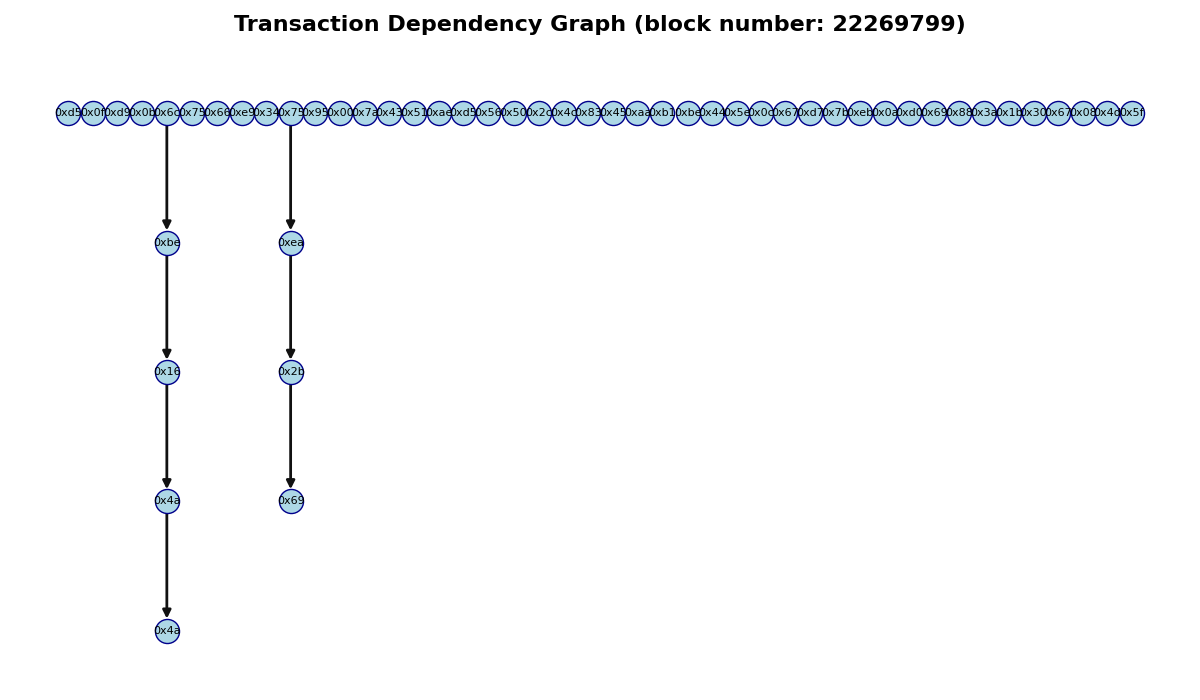 Transaction Dependency Graph (block number: 22269799)
0xd5 0x0f 0xd9 0x0b 0x6c 0x75 0x66 0xe9 0x34 0x75 0x95 0x00 0x7a 0x43 0x51 0xae 0xd5 0x56 0x50 0x2c 0x4c 0x83 0x45 0xaa 0xb1 0xbe 0x44 0x5e 0x0c 0x67 0xd7 0x7b 0xeb 0x0a 0xd0 0x69 0x88 0x3a 0x1b 0x30 0x67 0x08 0x4c 0x5f
0xbe 0xea
0x16 0x2b
0x4a 0x69
0x4a